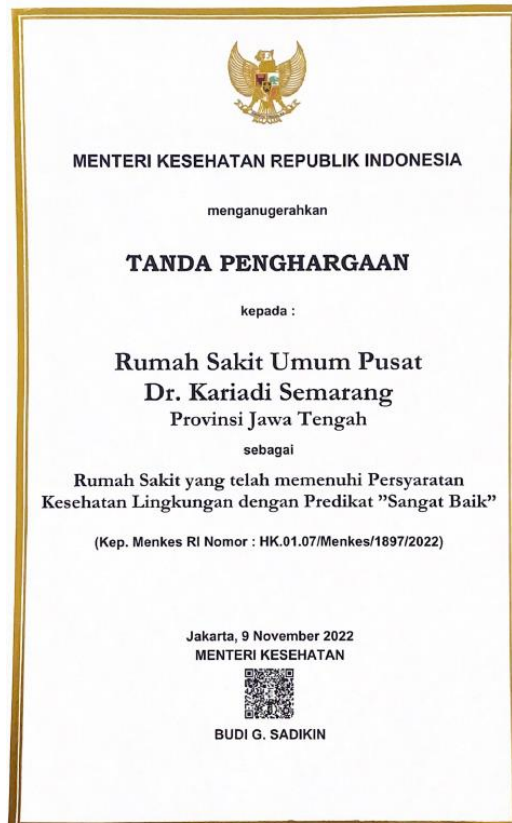 MENTERI KESEHATAN REPUBLIK INDONESIA
menganugerahkan
TANDA PENGHARGAAN
kepada :
Rumah Sakit Umum Pusat
Dr. Kariadi Semarang
Provinsi Jawa Tengah
sebagai
Rumah Sakit yang telah memenuhi Persyaratan
Kesehatan Lingkungan dengan Predikat ”Sangat Baik”
(Kep. Menkes RI Nomor : HK.01.07/Menkes/1897/2022)
Jakarta, 9 November 2022
MENTERI KESEHATAN
BUDI G. SADIKIN